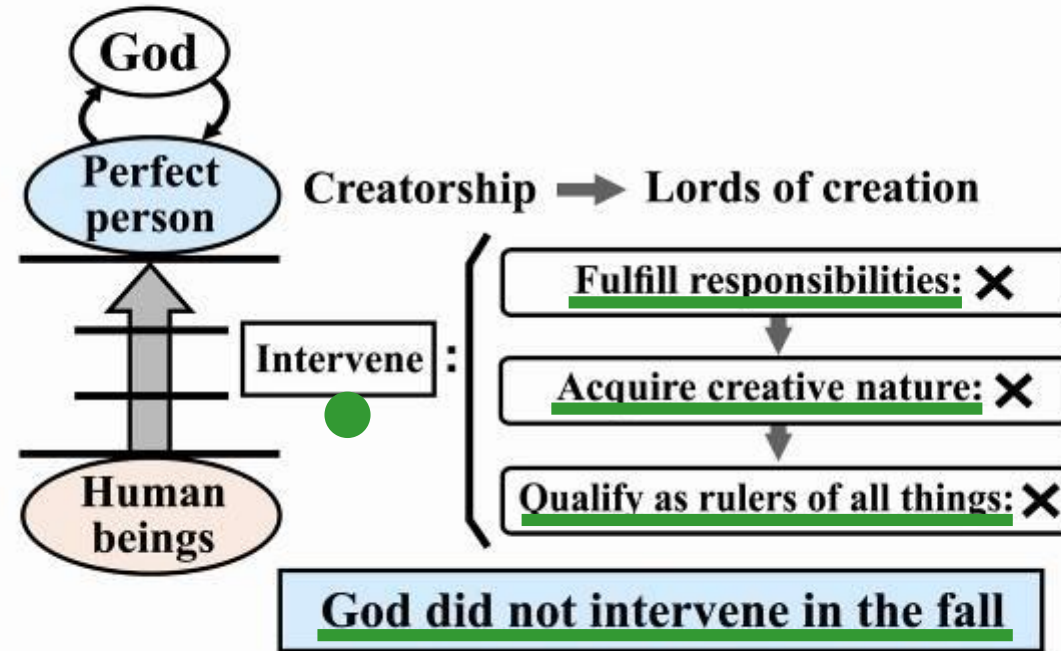 God
Perfect
person
Creatorship → Lords of creation
Intervene :
Fulfill responsibilities: ✕
Acquire creative nature: ✕
Qualify as rulers of all things: ✕
Human
beings
God did not intervene in the fall